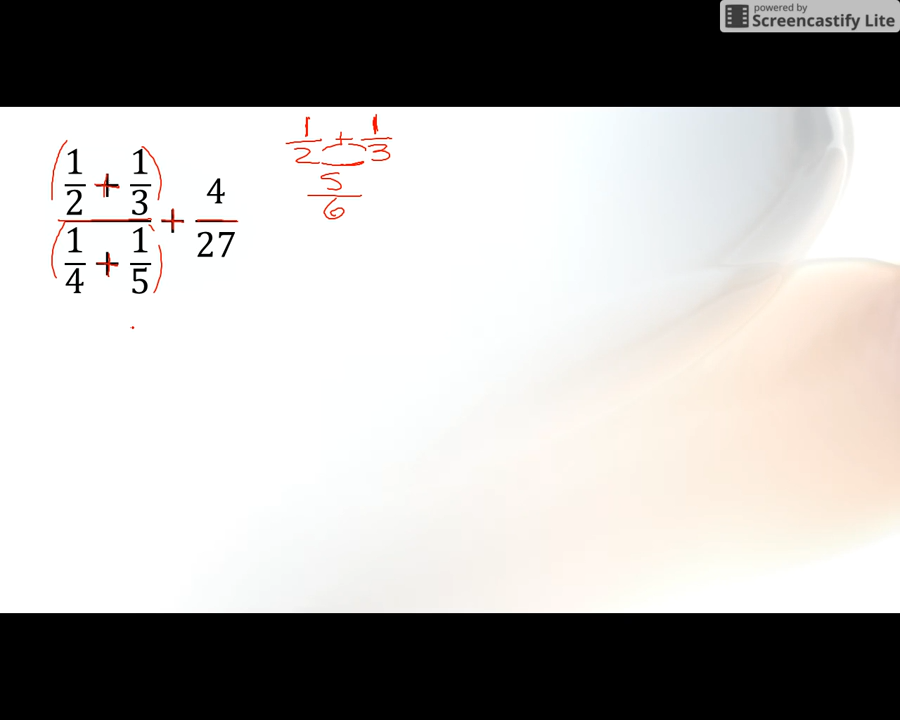 powered by
Screencastify Lite
(1/2 + 1/3) / (1/4 + 1/5) + 4/27
1/2 + 1/3
5/6